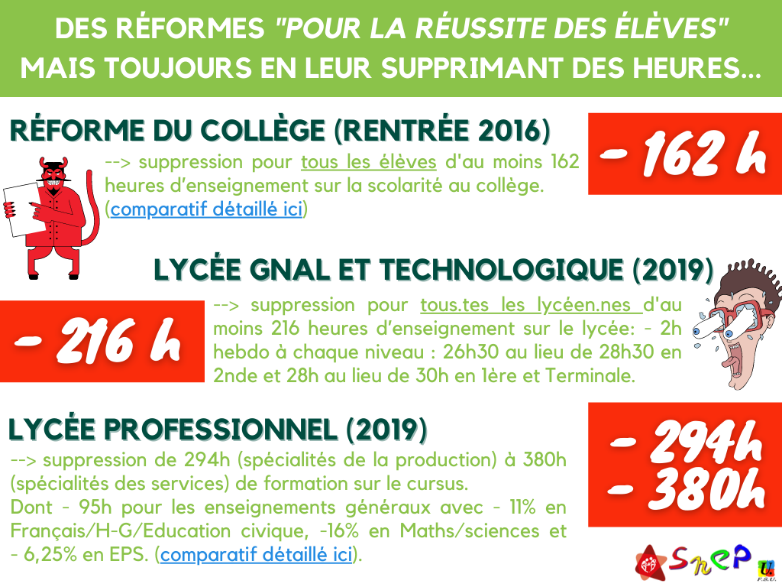 DES RÉFORMES "POUR LA RÉUSSITE DES ÉLÈVES"
MAIS TOUJOURS EN LEUR SUPPRIMANT DES HEURES...
RÉFORME DU COLLÈGE (RENTRÉE 2016)
--> suppression pour tous les élèves d'au moins 162
heures d’enseignement sur la scolarité au collège.
(comparatif détaillé ici)
- 162 h
LYCÉE GNAL ET TECHNOLOGIQUE (2019)
- 216 h
--> suppression pour tous.tes les lycéen.nes d'au
moins 216 heures d’enseignement sur le lycée: - 2h
hebdo à chaque niveau : 26h30 au lieu de 28h30 en
2nde et 28h au lieu de 30h en 1ère et Terminale.
LYCÉE PROFESSIONNEL (2019)
--> suppression de 294h (spécialités de la production) à 380h
(spécialités des services) de formation sur le cursus.
Dont - 95h pour les enseignements généraux avec - 11% en
Français/H-G/Education civique, -16% en Maths/sciences et
- 6,25% en EPS. (comparatif détaillé ici).
- 294h
- 380h
SneP